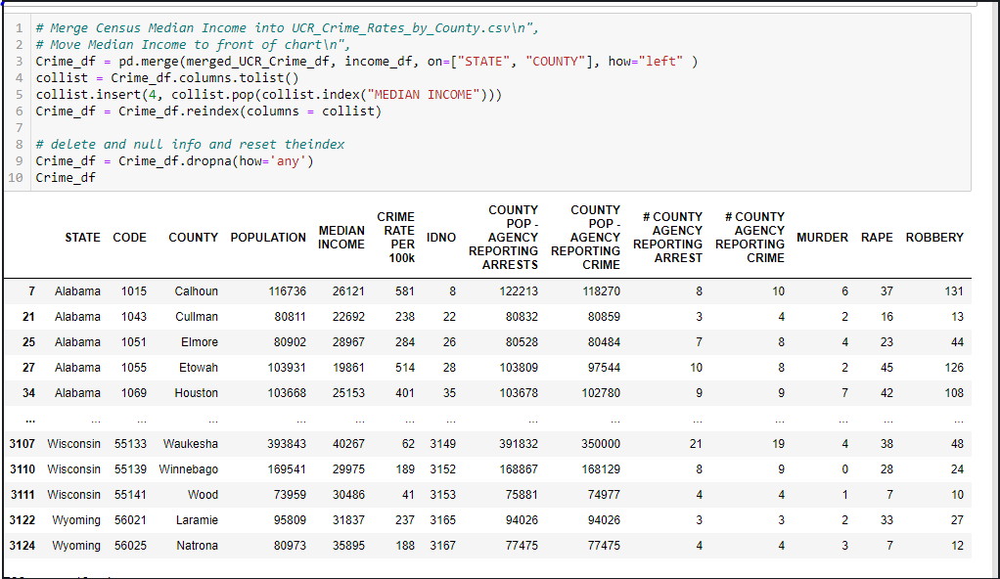 1 # Merge Census Median Income into UCR_Crime_Rates_by_County.csv\n",
2 # Move Median Income to front of chart\n",
3 Crime_df = pd.merge(merged_UCR_Crime_df, income_df, on=["STATE", "COUNTY"], how="left" )
4 collist = Crime_df.columns.tolist()
5 collist.insert(4, collist.pop(collist.index("MEDIAN INCOME")))
6 Crime_df = Crime_df.reindex(columns = collist)
7
8 # delete and null info and reset theindex
9 Crime_df = Crime_df.dropna(how='any')
10 Crime_df
STATE CODE COUNTY POPULATION MEDIAN INCOME CRIME RATE PER 100k IDNO COUNTY POP - AGENCY REPORTING ARRESTS COUNTY POP - AGENCY REPORTING CRIME # COUNTY AGENCY REPORTING ARREST # COUNTY AGENCY REPORTING CRIME MURDER RAPE ROBBERY
7 Alabama 1015 Calhoun 116736 26121 581 8 122213 118270 8 10 6 37 131
21 Alabama 1043 Cullman 80811 22692 238 22 80832 80859 3 4 2 16 13
25 Alabama 1051 Elmore 80902 28967 284 26 80528 80484 7 8 4 23 44
27 Alabama 1055 Etowah 103931 19861 514 28 103809 97544 10 8 2 45 126
34 Alabama 1069 Houston 103668 25153 401 35 103678 102780 9 9 7 42 108
... ... ... ... ... ... ... ... ... ... ... ... ... ... ...
3107 Wisconsin 55133 Waukesha 393843 40267 62 3149 391832 350000 21 19 4 38 48
3110 Wisconsin 55139 Winnebago 169541 29975 189 3152 168867 168129 8 9 0 28 24
3111 Wisconsin 55141 Wood 73959 30486 41 3153 75881 74977 4 4 1 7 10
3122 Wyoming 56021 Laramie 95809 31837 237 3165 94026 94026 3 3 2 33 27
3124 Wyoming 56025 Natrona 80973 35895 188 3167 77475 77475 4 4 3 7 12